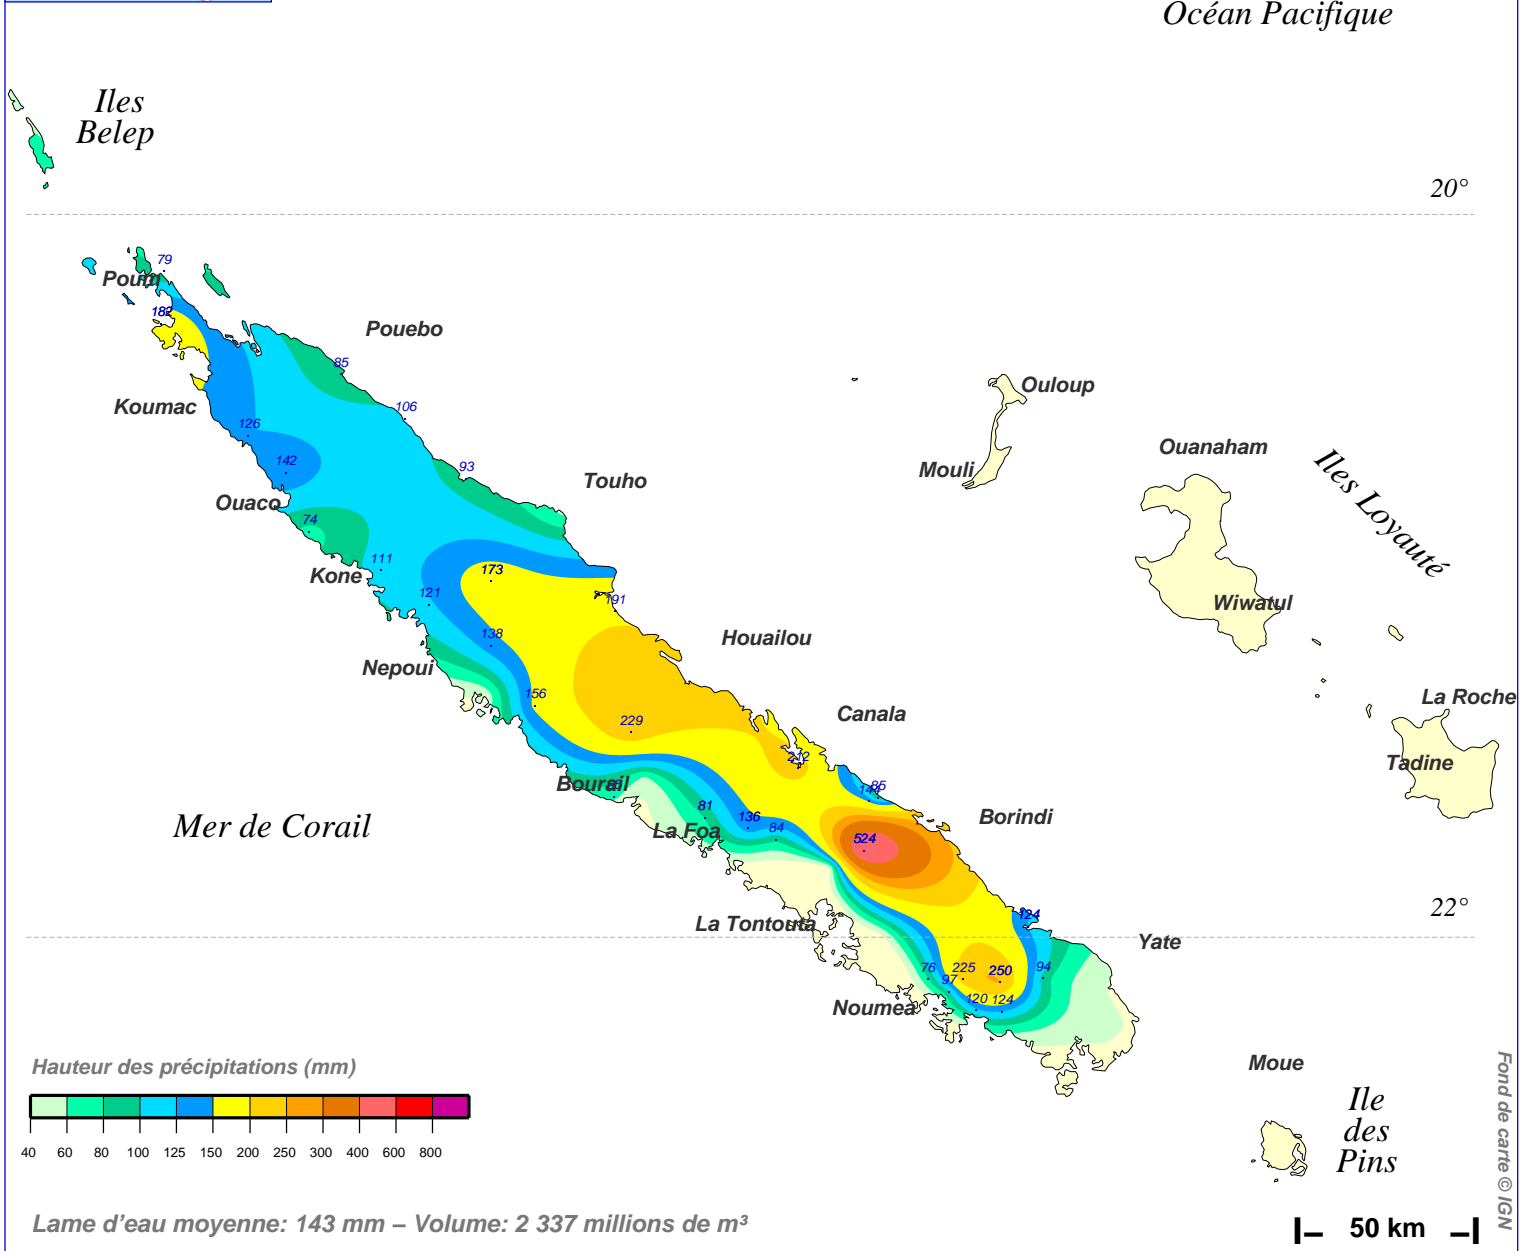 Océan Pacifique
Iles
Belep
20°
79
Poum
182
Pouebo
85
Ouloup
Koumac
106
126
Ouanaham
142
93
Mouli
Touho
Iles Loyauté
Ouaco
74
111
Kone
173
121
191
Wiwatul
138
Houailou
Nepoui
156
La Roche
229
Canala
212
Tadine
Bourail
85
81
136
Borindi
Mer de Corail
La Foa
84
524
22°
124
La Tontouta
Yate
76
225
250
94
97
120
124
Noumea
Hauteur des précipitations (mm)
Moue
40 60 80 100 125 150 200 250 300 400 600 800
Ile
des
Pins
Fond de carte © IGN
Lame d'eau moyenne: 143 mm – Volume: 2 337 millions de m³
50 km